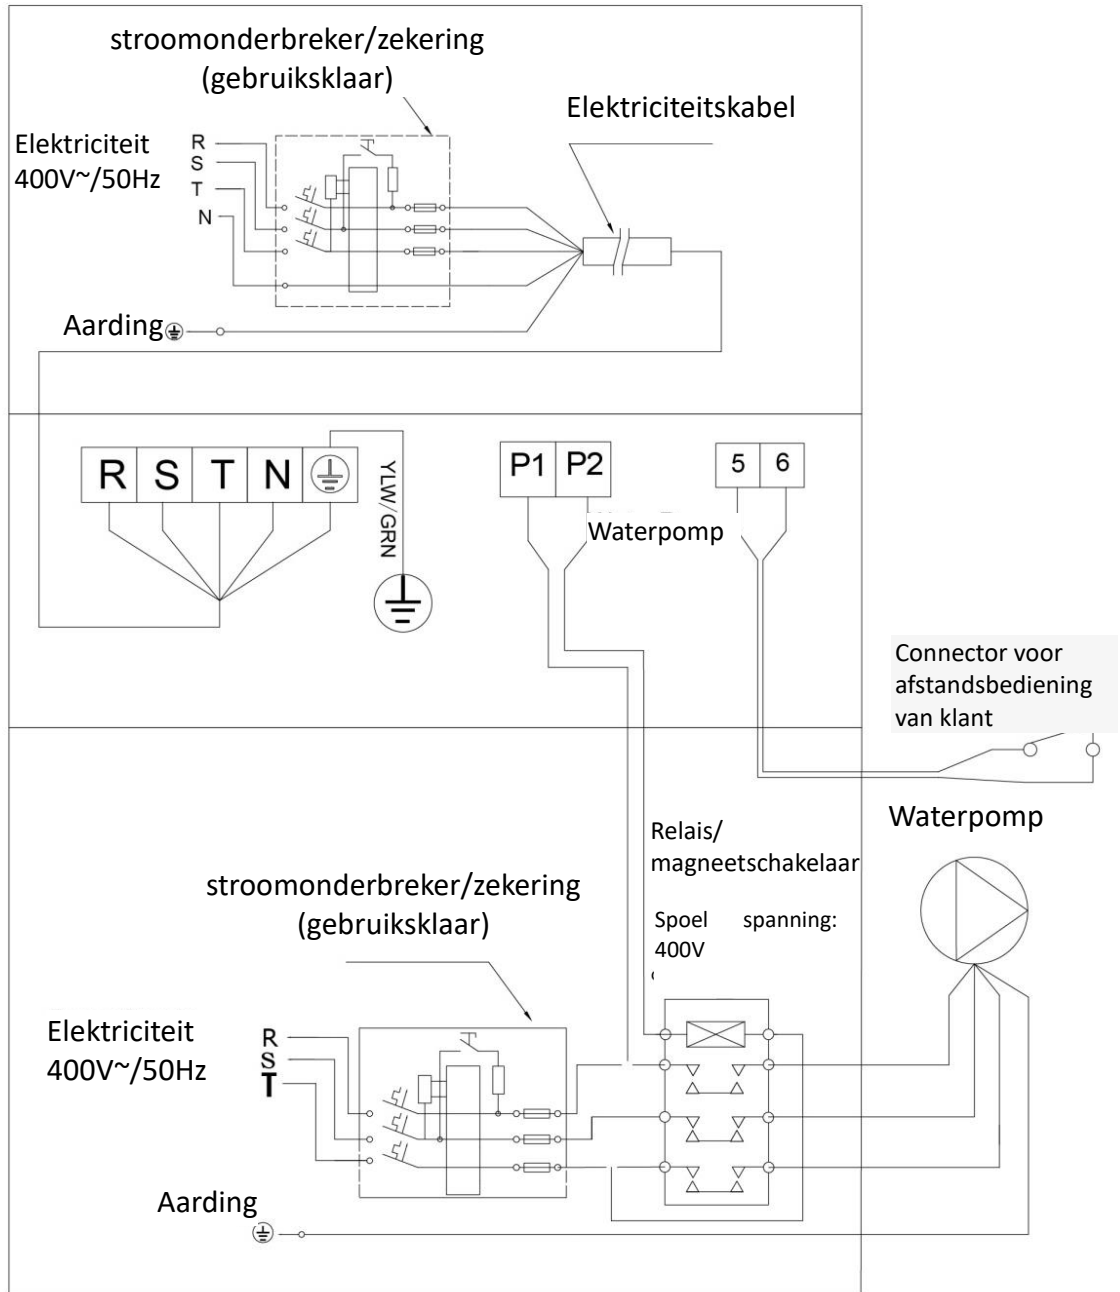 stroomonderbreker/zekering
(gebruiksklaar)
Elektriciteitskabel
Elektriciteit
400V~/50Hz
R
S
T
N
Aarding
R S T N
YLW/GRN
P1 P2
5 6
Waterpomp
Connector voor
afstandsbediening
van klant
Waterpomp
Relais/
magneetschakelaar
Spoel spanning:
400V
stroomonderbreker/zekering
(gebruiksklaar)
Elektriciteit
400V~/50Hz
R
S
T
Aarding